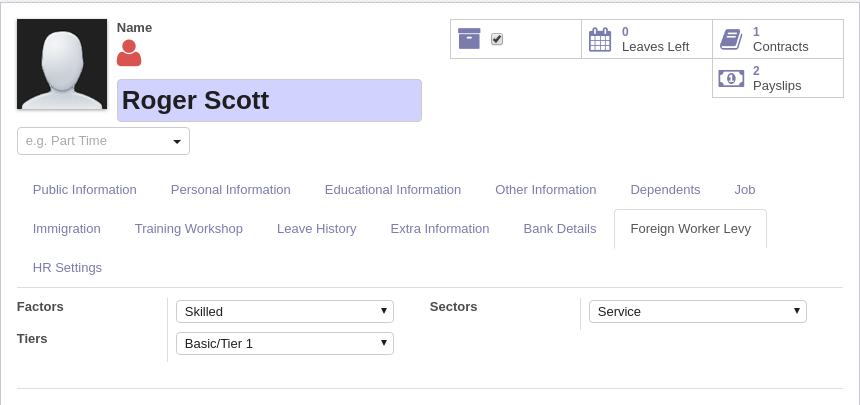 Name
Roger Scott
e.g. Part Time
0
Leaves Left
1
Contracts
2
Payslips
Public Information Personal Information Educational Information Other Information Dependents Job
Immigration Training Workshop Leave History Extra Information Bank Details Foreign Worker Levy
HR Settings
Factors Skilled Sectors Service
Tiers Basic/Tier 1